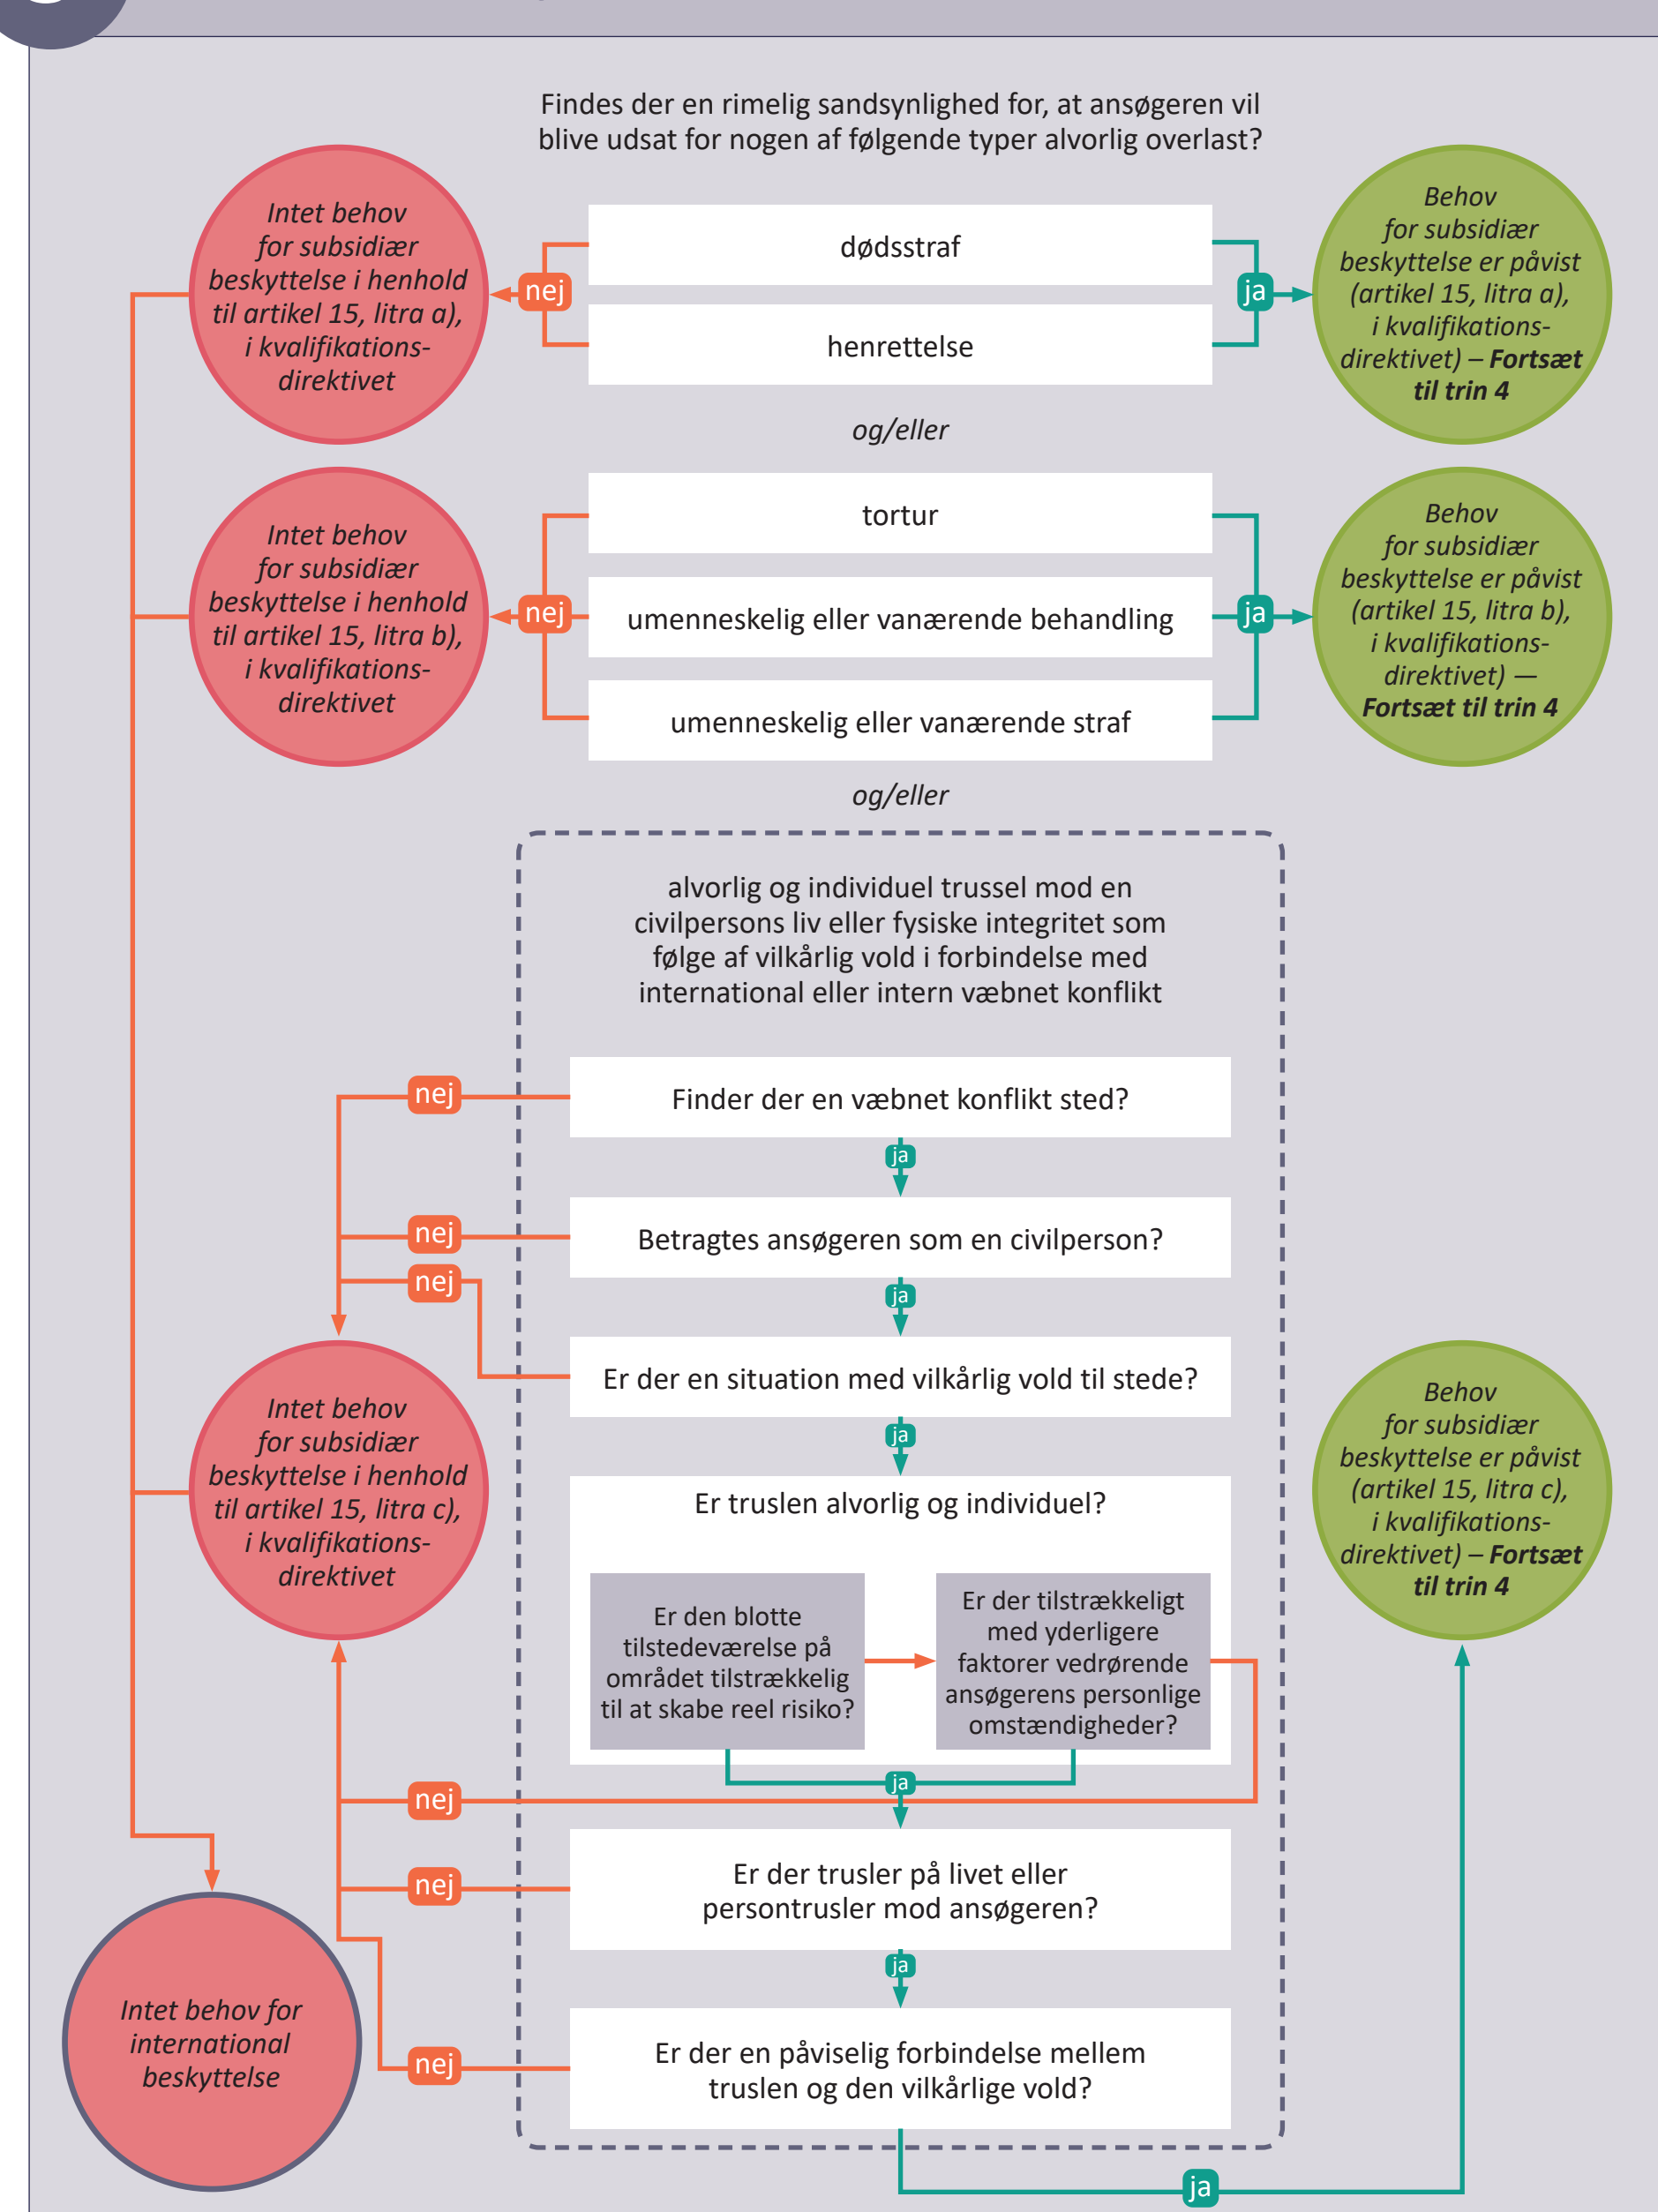 Findes der en rimelig sandsynlighed for, at ansøgeren vil
blive udsat for nogen af følgende typer alvorlig overlast?
Intet behov
for subsidiær
beskyttelse i henhold
til artikel 15, litra a),
i kvalifikations-
direktivet
nej
dødsstraf
henrettelse
ja
Behov
for subsidiær
beskyttelse er påvist
(artikel 15, litra a),
i kvalifikations-
direktivet) – Fortsæt
til trin 4
og/eller
Intet behov
for subsidiær
beskyttelse i henhold
til artikel 15, litra b),
i kvalifikations-
direktivet
nej
tortur
umenneskelig eller vanærende behandling
umenneskelig eller vanærende straf
ja
Behov
for subsidiær
beskyttelse er påvist
(artikel 15, litra b),
i kvalifikations-
direktivet) —
Fortsæt til trin 4
og/eller
alvorlig og individuel trussel mod en
civilpersons liv eller fysiske integritet som
følge af vilkårlig vold i forbindelse med
international eller intern væbnet konflikt
nej
Finder der en væbnet konflikt sted?
ja
nej
Betragtes ansøgeren som en civilperson?
nej
ja
Er der en situation med vilkårlig vold til stede?
ja
Intet behov
for subsidiær
beskyttelse i henhold
til artikel 15, litra c),
i kvalifikations-
direktivet
Er truslen alvorlig og individuel?
Er den blotte
tilstedeværelse på
området tilstrækkelig
til at skabe reel risiko?
Er der tilstrækkeligt
med yderligere
faktorer vedrørende
ansøgerens personlige
omstændigheder?
Behov
for subsidiær
beskyttelse er påvist
(artikel 15, litra c),
i kvalifikations-
direktivet) – Fortsæt
til trin 4
ja
nej
nej
Er der trusler på livet eller
persontrusler mod ansøgeren?
ja
Intet behov for
international
beskyttelse
nej
Er der en påviselig forbindelse mellem
truslen og den vilkårlige vold?
ja